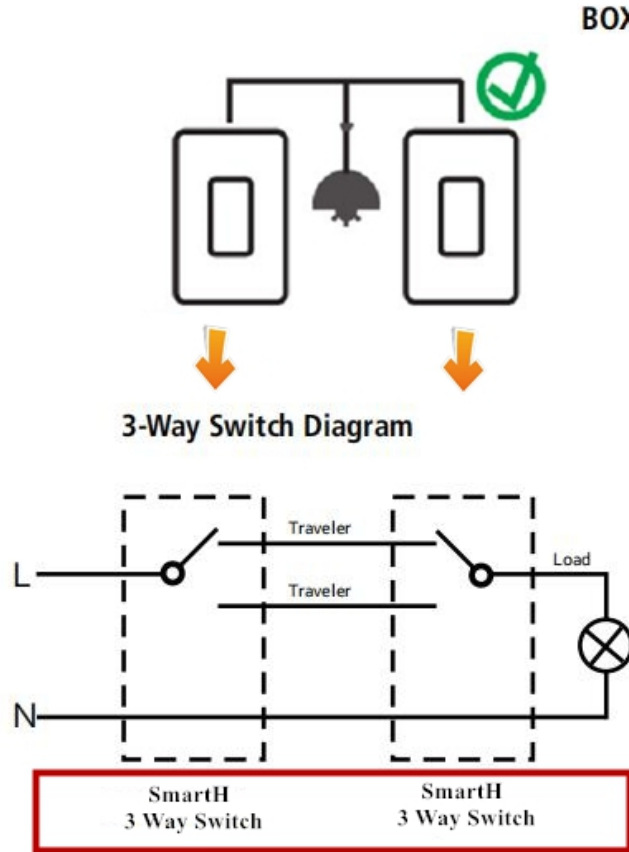 BOX
3-Way Switch Diagram
Traveler
L
Load
Traveler
N
SmartH
3 Way Switch
SmartH
3 Way Switch